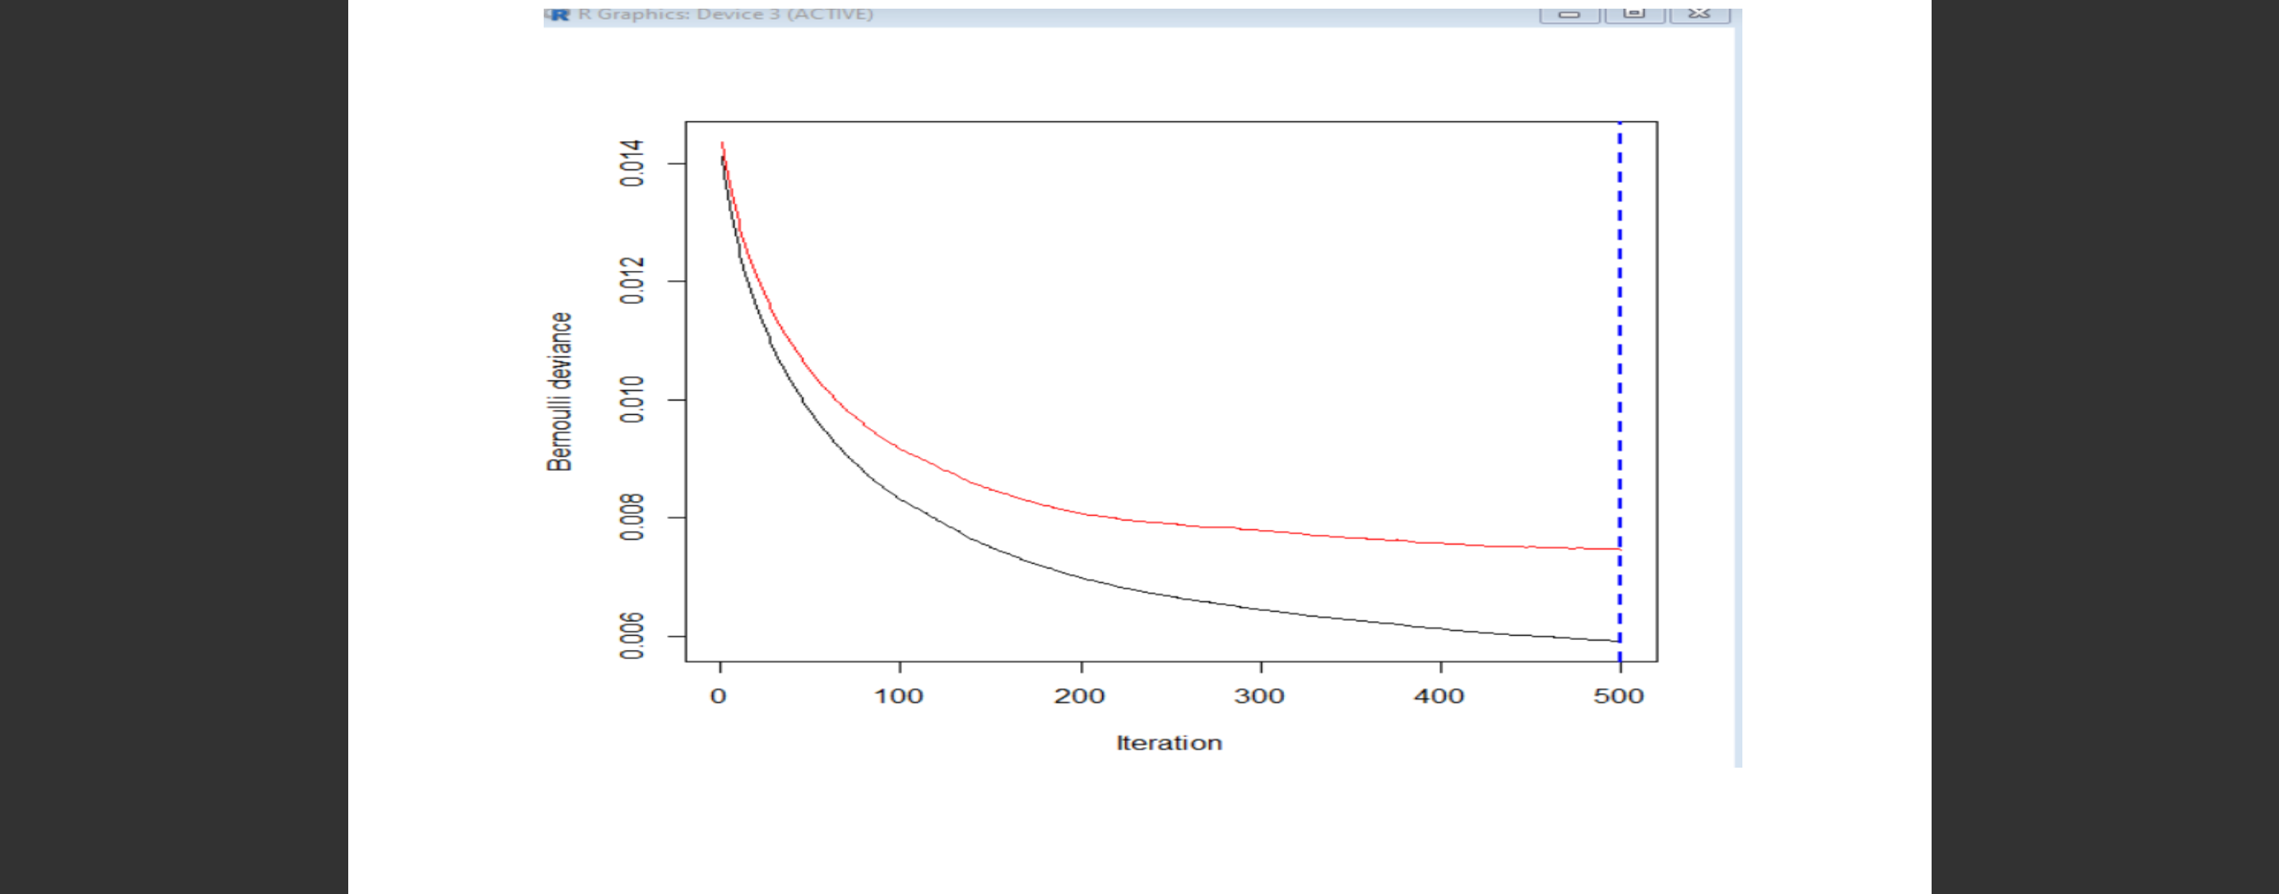 R Graphics: Device 3 (ACTIVE)
0.014
0.012
0.010
0.008
0.006
Bernoulli deviance
0 100 200 300 400 500
Iteration